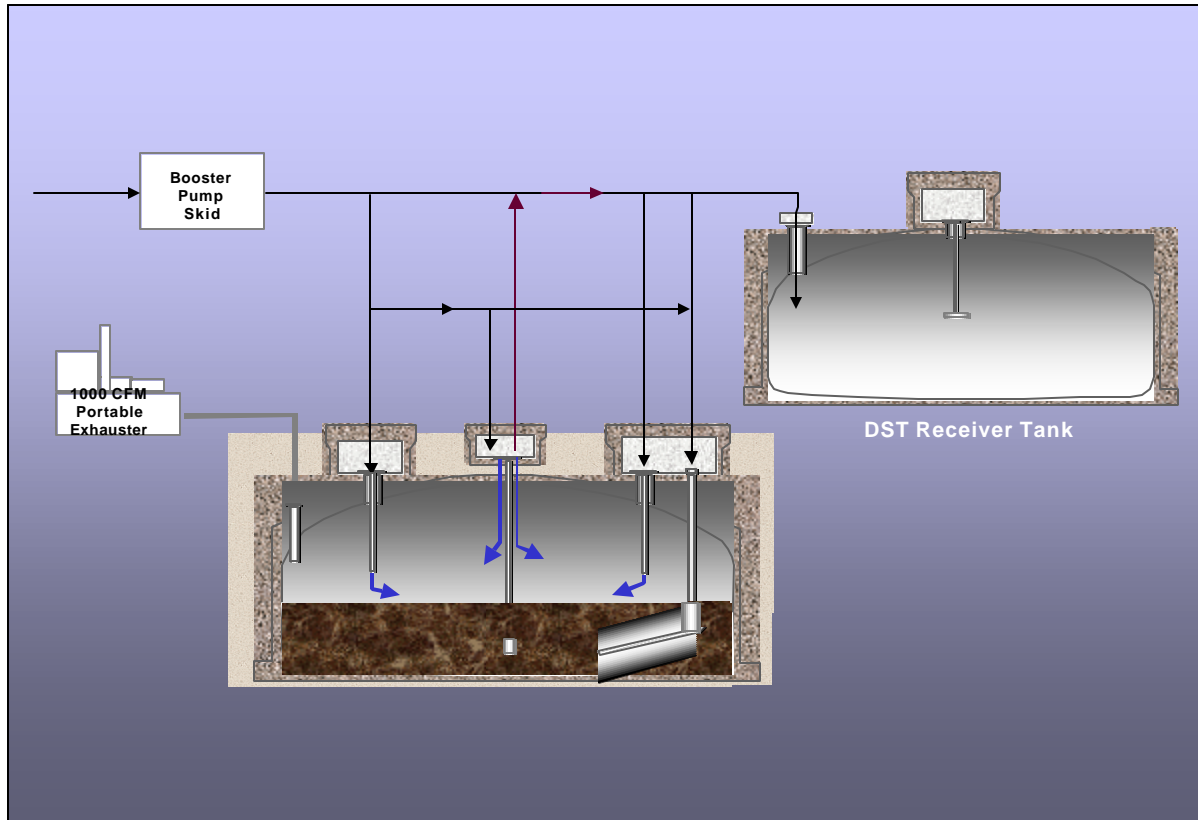 Booster
Pump
Skid
1000 CFM
Portable
Exhauster
DST Receiver Tank